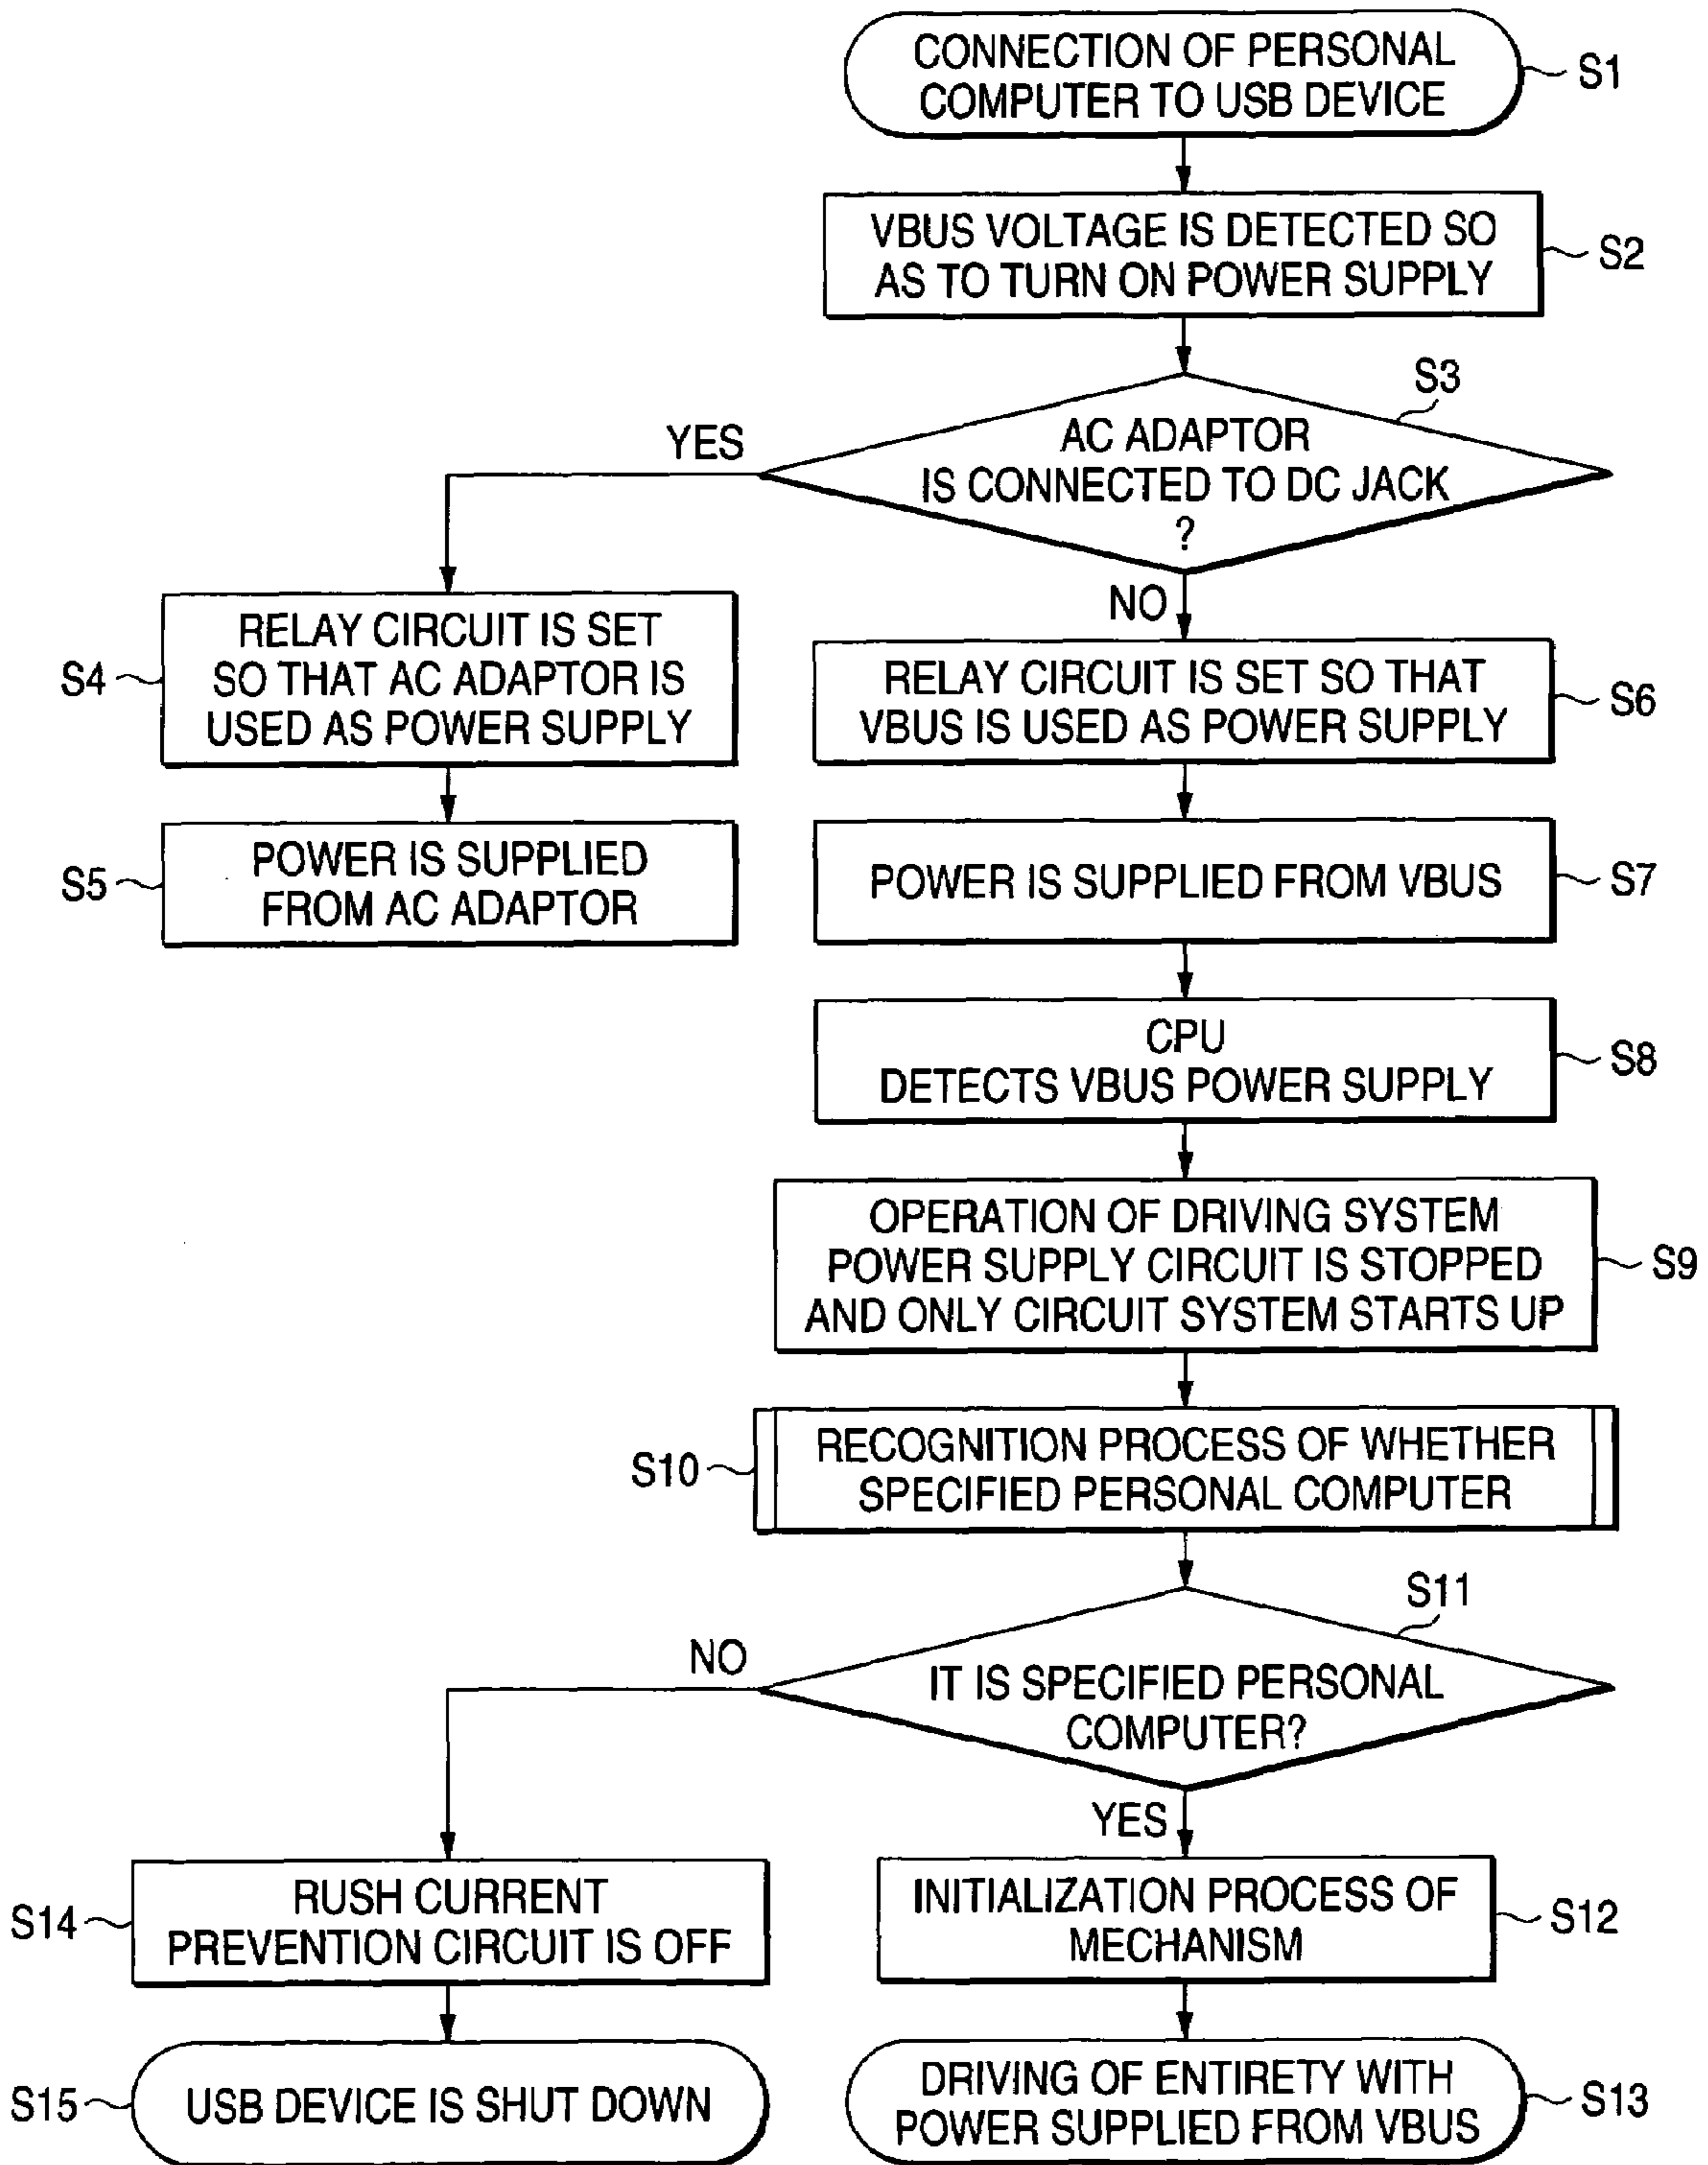 CONNECTION OF PERSONAL
COMPUTER TO USB DEVICE
S1
VBUS VOLTAGE IS DETECTED SO
AS TO TURN ON POWER SUPPLY
S2
S3
AC ADAPTOR
IS CONNECTED TO DC JACK
?
YES
NO
S4
RELAY CIRCUIT IS SET
SO THAT AC ADAPTOR IS
USED AS POWER SUPPLY
S5
POWER IS SUPPLIED
FROM AC ADAPTOR
RELAY CIRCUIT IS SET SO THAT
VBUS IS USED AS POWER SUPPLY
S6
POWER IS SUPPLIED FROM VBUS
S7
CPU
DETECTS VBUS POWER SUPPLY
S8
OPERATION OF DRIVING SYSTEM
POWER SUPPLY CIRCUIT IS STOPPED
AND ONLY CIRCUIT SYSTEM STARTS UP
S9
S10
RECOGNITION PROCESS OF WHETHER
SPECIFIED PERSONAL COMPUTER
S11
IT IS SPECIFIED PERSONAL
COMPUTER?
NO
YES
S14
RUSH CURRENT
PREVENTION CIRCUIT IS OFF
INITIALIZATION PROCESS OF
MECHANISM
S12
S15
USB DEVICE IS SHUT DOWN
DRIVING OF ENTIRETY WITH
POWER SUPPLIED FROM VBUS
S13